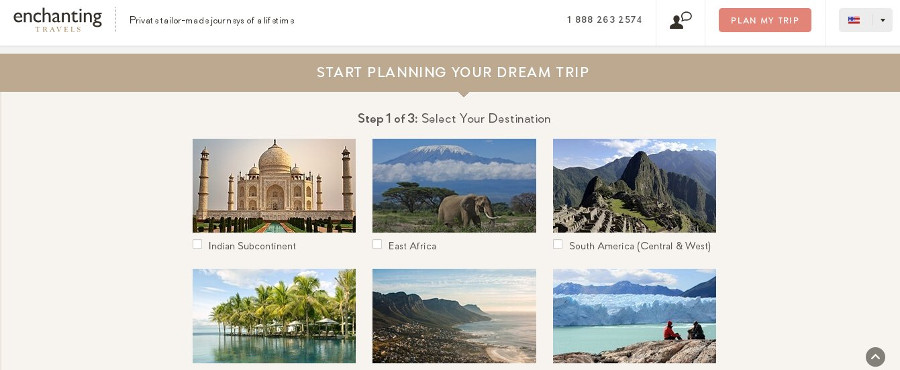 enchanting
TRAVELS
Private tailor-made journeys of a lifetime
1 888 263 2574
PLAN MY TRIP
START PLANNING YOUR DREAM TRIP
Step 1 of 3: Select Your Destination
Indian Subcontinent
East Africa
South America (Central & West)